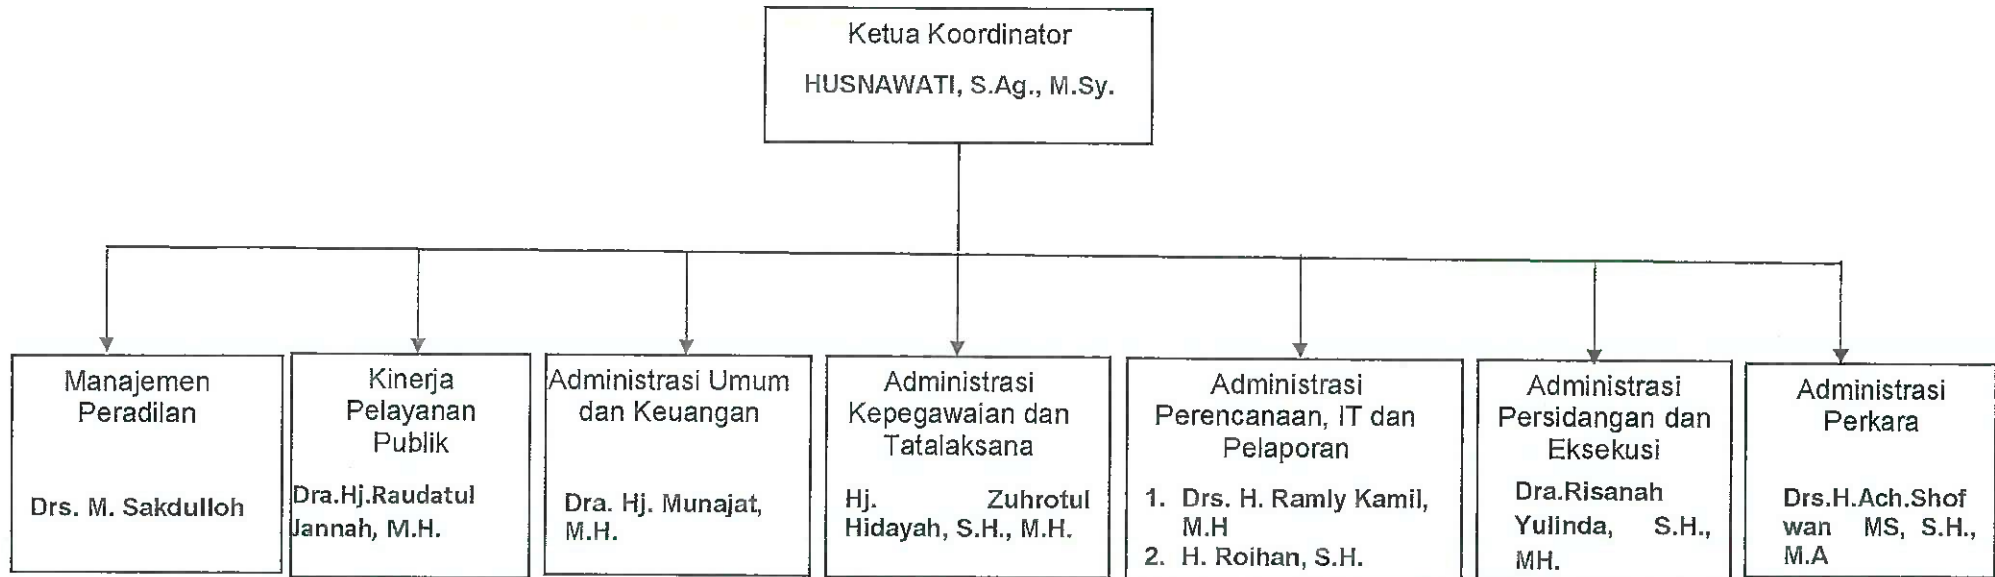 Ketua Koordinator
HUSNAWATI, S.Ag., M.Sy.
Manajemen
Peradilan
Drs. M. Sakdulloh
Kinerja
Pelayanan
Publik
Dra.Hj.Raudatul
Jannah, M.H.
Administrasi Umum
dan Keuangan
Dra. Hj. Munajat,
M.H.
Administrasi
Kepegawaian dan
Tatalaksana
Hj. Zuhrotul
Hidayah, S.H., M.H.
Administrasi
Perencanaan, IT dan
Pelaporan
1. Drs. H. Ramly Kamil,
M.H
2. H. Roihan, S.H.
Administrasi
Persidangan dan
Eksekusi
Dra.Risanah
Yulinda, S.H.,
MH.
Administrasi
Perkara
Drs.H.Ach.Shof
wan MS, S.H.,
M.A